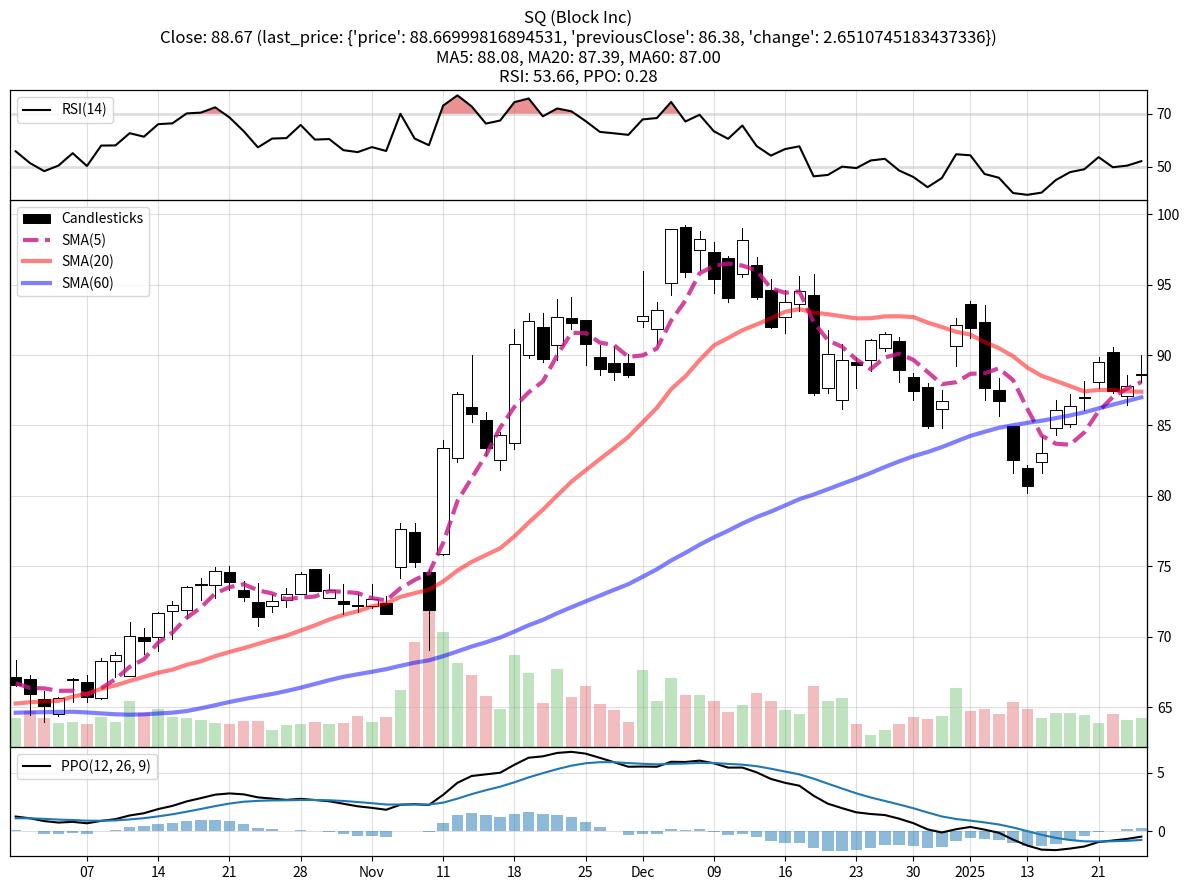 SQ (Block Inc)
Close: 88.67 (last_price: {'price': 88.66999816894531, 'previousClose': 86.38, 'change': 2.6510745183437336})
MA5: 88.08, MA20: 87.39, MA60: 87.00
RSI: 53.66, PPO: 0.28
RSI(14)
70
50
Candlesticks
SMA(5)
SMA(20)
SMA(60)
100
95
90
85
80
75
70
65
PPO(12, 26, 9)
5
0
07 14 21 28 Nov 11 18 25 Dec 09 16 23 30 2025 13 21